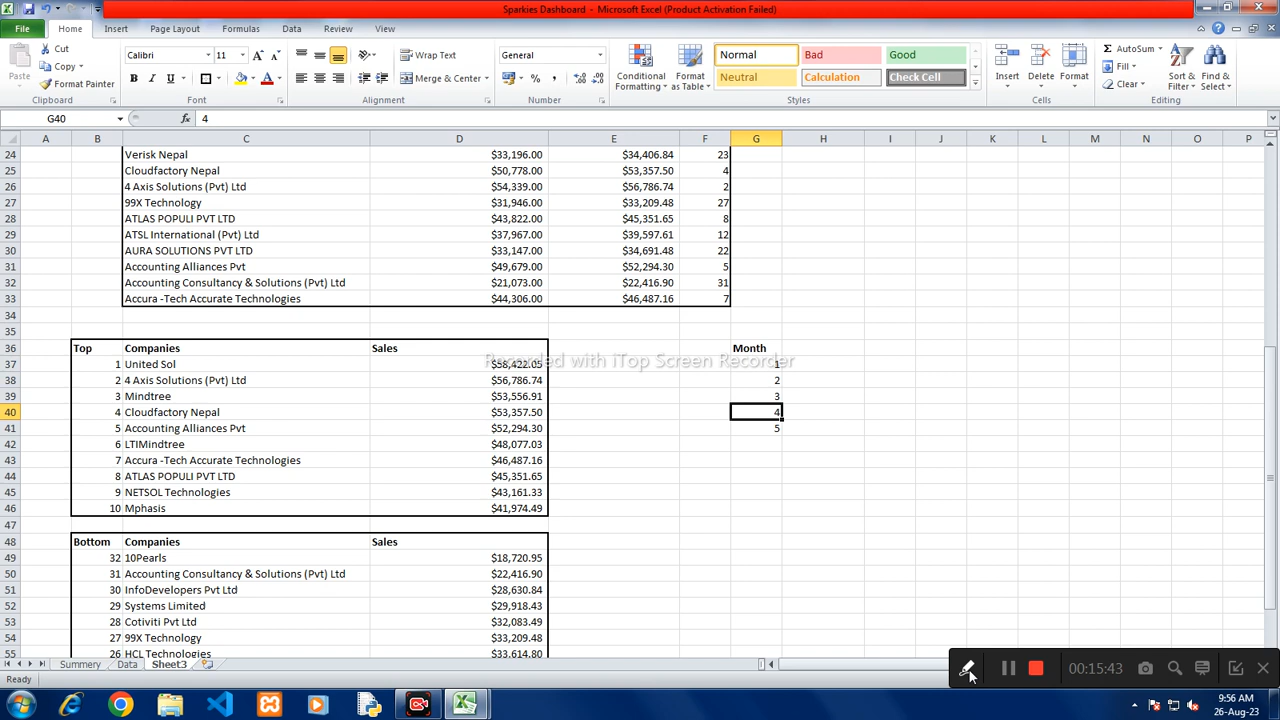 Sparkies Dashboard - Microsoft Excel (Product Activation Failed)
File Home Insert Page Layout Formulas Data Review View
Paste Cut Copy Format Painter Clipboard
Calibri 11 B I U Font
Wrap Text Merge & Center Alignment
General % , Number
Conditional Formatting Format as Table Normal Bad Good Neutral Calculation Check Cell Styles
Insert Delete Format Cells
AutoSum Fill Clear Sort & Filter Find & Select Editing
G40 fx 4
A B C D E F G H I J K L M N O P
24 Verisk Nepal $33,196.00 $34,406.84 23
25 Cloudfactory Nepal $50,778.00 $53,357.50 4
26 4 Axis Solutions (Pvt) Ltd $54,339.00 $56,786.74 2
27 99X Technology $31,946.00 $33,209.48 27
28 ATLAS POPULI PVT LTD $43,822.00 $45,351.65 8
29 ATSL International (Pvt) Ltd $37,967.00 $39,597.61 12
30 AURA SOLUTIONS PVT LTD $33,147.00 $34,691.48 22
31 Accounting Alliances Pvt $49,679.00 $52,294.30 5
32 Accounting Consultancy & Solutions (Pvt) Ltd $21,073.00 $22,416.90 31
33 Accura -Tech Accurate Technologies $44,306.00 $46,487.16 7
34
35
36 Top Companies Sales Month
Recorded with iTop Screen Recorder
37 1 United Sol $58,422.05 1
38 2 4 Axis Solutions (Pvt) Ltd $56,786.74 2
39 3 Mindtree $53,556.91 3
40 4 Cloudfactory Nepal $53,357.50 4
41 5 Accounting Alliances Pvt $52,294.30 5
42 6 LTIMindtree $48,077.03
43 7 Accura -Tech Accurate Technologies $46,487.16
44 8 ATLAS POPULI PVT LTD $45,351.65
45 9 NETSOL Technologies $43,161.33
46 10 Mphasis $41,974.49
47
48 Bottom Companies Sales
49 32 10Pearls $18,720.95
50 31 Accounting Consultancy & Solutions (Pvt) Ltd $22,416.90
51 30 InfoDevelopers Pvt Ltd $28,630.84
52 29 Systems Limited $29,918.43
53 28 Cotiviti Pvt Ltd $32,083.49
54 27 99X Technology $33,209.48
55 26 HCL Technologies $33,614.80
Summary Data Sheet3
00:15:43
Ready
9:56 AM
26-Aug-23